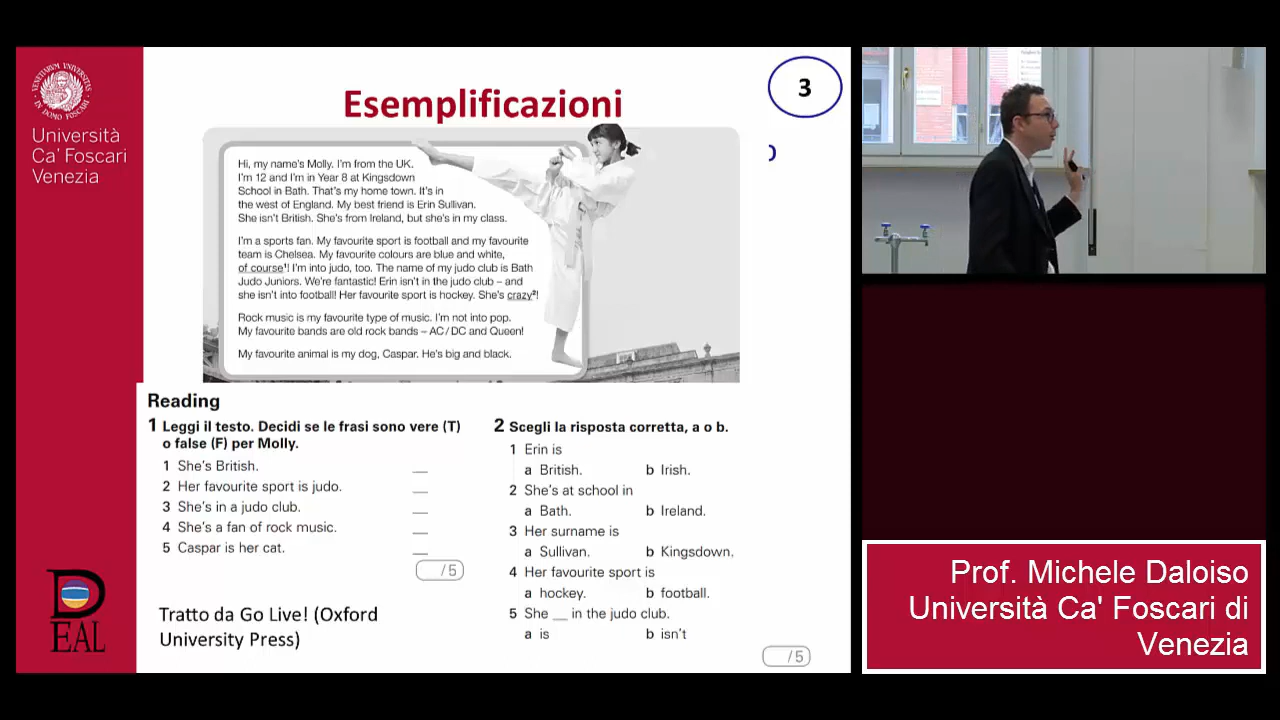 Università
Ca' Foscari
Venezia
Esemplificazioni
3
Hi, my name's Molly. I'm from the UK.
I'm 12 and I'm in Year 8 at Kingsdown
School in Bath. That's my home town. It's in
the west of England. My best friend is Erin Sullivan.
She isn't British. She's from Ireland, but she's in my class.
I'm a sports fan. My favourite sport is football and my favourite
team is Chelsea. My favourite colours are blue and white,
of course¹! I'm into judo, too. The name of my judo club is Bath
Judo Juniors. We're fantastic! Erin isn't in the judo club – and
she isn't into football! Her favourite sport is hockey. She's crazy²!
Rock music is my favourite type of music. I'm not into pop.
My favourite bands are old rock bands – AC/DC and Queen!
My favourite animal is my dog, Caspar. He's big and black.
Reading
1 Leggi il testo. Decidi se le frasi sono vere (T)
o false (F) per Molly.
1 She's British. __
2 Her favourite sport is judo. __
3 She's in a judo club. __
4 She's a fan of rock music. __
5 Caspar is her cat. __
/5
2 Scegli la risposta corretta, a o b.
1 Erin is
a British. b Irish.
2 She's at school in
a Bath. b Ireland.
3 Her surname is
a Sullivan. b Kingsdown.
4 Her favourite sport is
a hockey. b football.
5 She __ in the judo club.
a is b isn't
/5
Tratto da Go Live! (Oxford
University Press)
DEAL
Prof. Michele Daloiso
Università Ca' Foscari di
Venezia